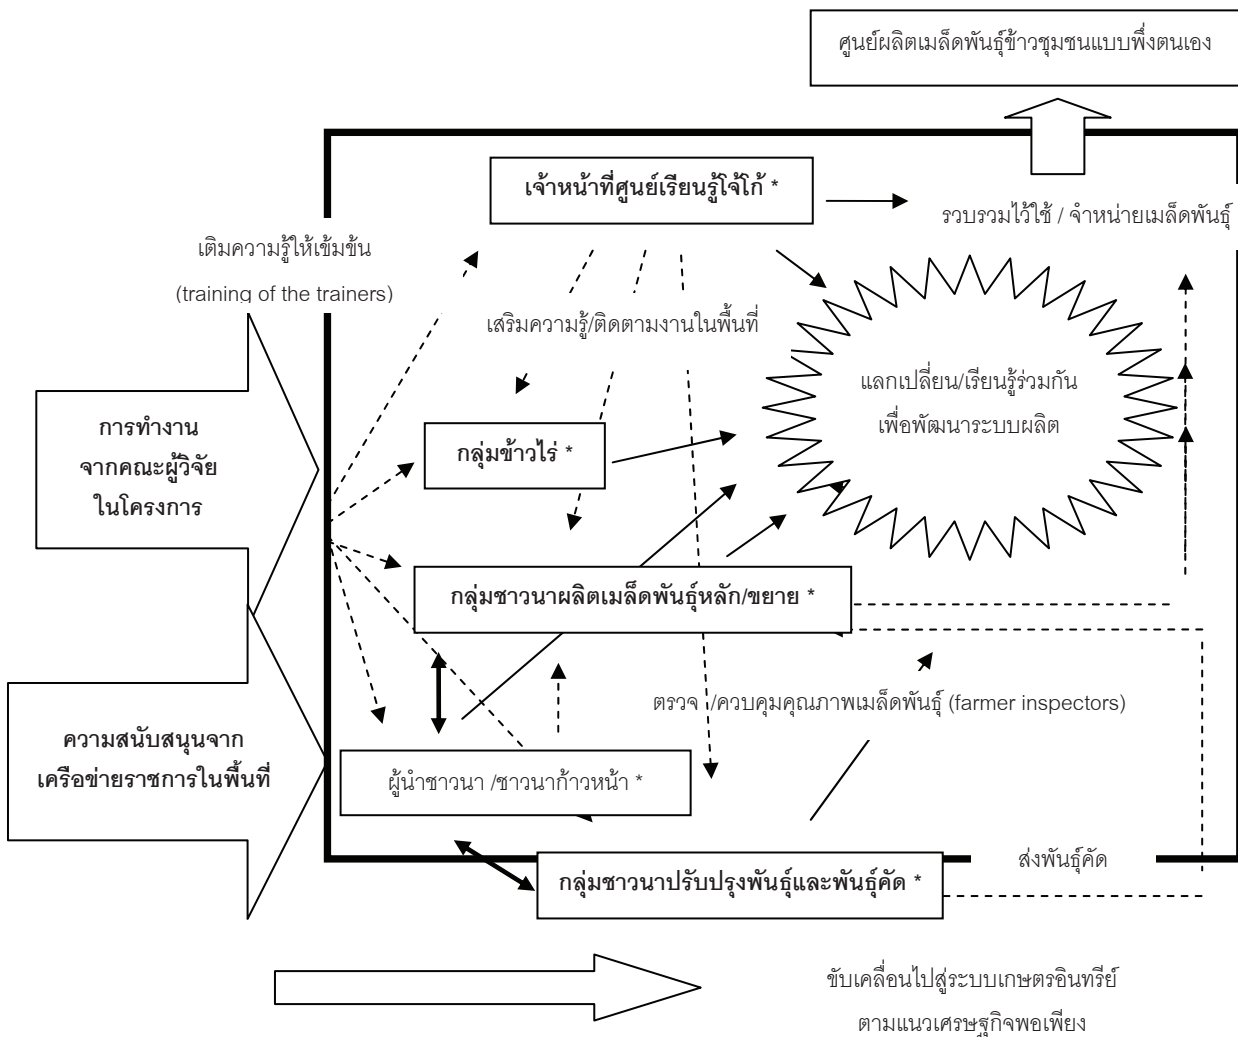 ศูนย์ผลิตเมล็ดพันธุ์ข้าวชุมชนแบบพึ่งตนเอง
เจ้าหน้าที่ศูนย์เรียนรู้โจ้โก้ *
รวบรวมไว้ใช้ / จำหน่ายเมล็ดพันธุ์
เติมความรู้ให้เข้มข้น
(training of the trainers)
เสริมความรู้/ติดตามงานในพื้นที่
แลกเปลี่ยน/เรียนรู้ร่วมกัน
เพื่อพัฒนาระบบผลิต
การทำงาน
จากคณะผู้วิจัย
ในโครงการ
กลุ่มข้าวไร่ *
กลุ่มชาวนาผลิตเมล็ดพันธุ์หลัก/ขยาย *
ตรวจ /ควบคุมคุณภาพเมล็ดพันธุ์ (farmer inspectors)
ความสนับสนุนจาก
เครือข่ายราชการในพื้นที่
ผู้นำชาวนา /ชาวนาก้าวหน้า *
ส่งพันธุ์คัด
กลุ่มชาวนาปรับปรุงพันธุ์และพันธุ์คัด *
ขับเคลื่อนไปสู่ระบบเกษตรอินทรีย์
ตามแนวเศรษฐกิจพอเพียง